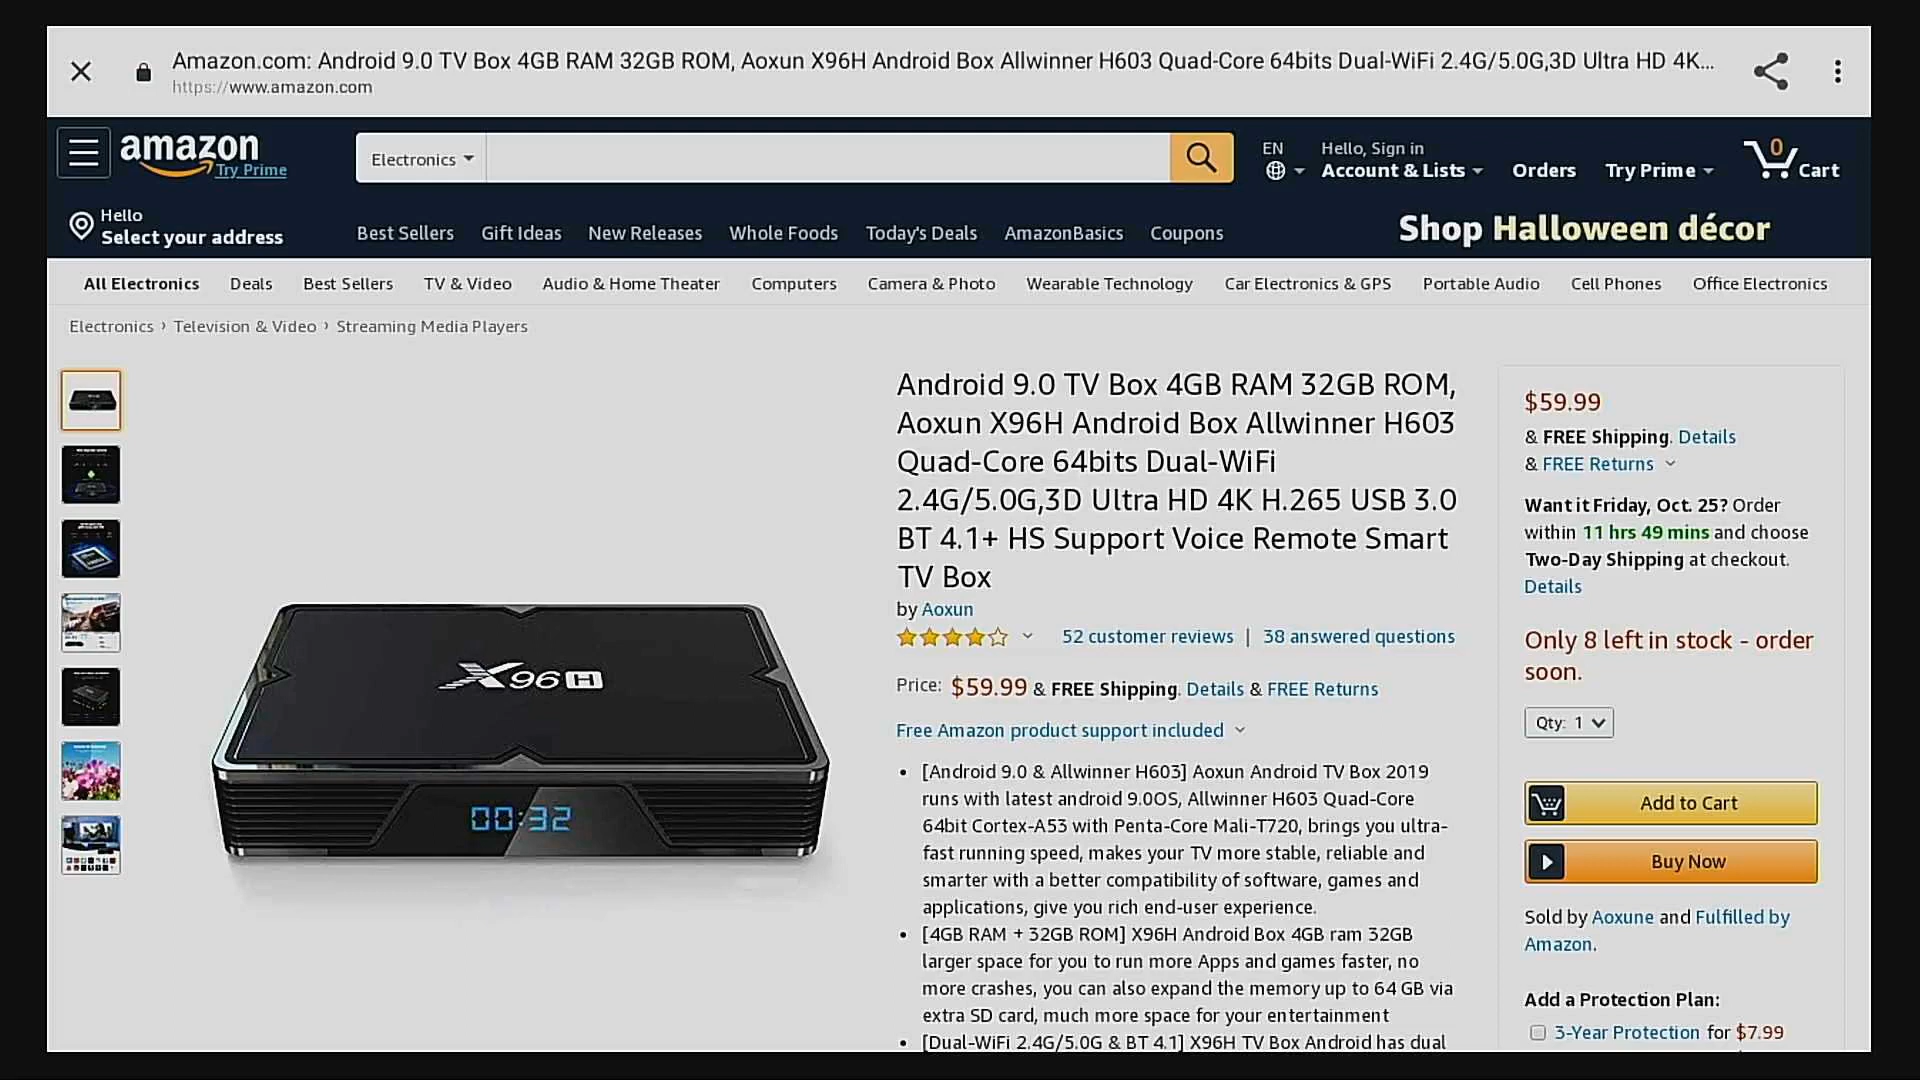 Amazon.com: Android 9.0 TV Box 4GB RAM 32GB ROM, Aoxun X96H Android Box Allwinner H603 Quad-Core 64bits Dual-WiFi 2.4G/5.0G,3D Ultra HD 4K...
https://www.amazon.com
amazon
Try Prime
Electronics
EN
Hello, Sign in
Account & Lists
Orders
Try Prime
0
Cart
Hello
Select your address
Best Sellers
Gift Ideas
New Releases
Whole Foods
Today's Deals
AmazonBasics
Coupons
Shop Halloween décor
All Electronics
Deals
Best Sellers
TV & Video
Audio & Home Theater
Computers
Camera & Photo
Wearable Technology
Car Electronics & GPS
Portable Audio
Cell Phones
Office Electronics
Electronics › Television & Video › Streaming Media Players
X96H
00:32
Android 9.0 TV Box 4GB RAM 32GB ROM,
Aoxun X96H Android Box Allwinner H603
Quad-Core 64bits Dual-WiFi
2.4G/5.0G,3D Ultra HD 4K H.265 USB 3.0
BT 4.1+ HS Support Voice Remote Smart
TV Box
by Aoxun
52 customer reviews | 38 answered questions
Price: $59.99 & FREE Shipping. Details & FREE Returns
Free Amazon product support included
• [Android 9.0 & Allwinner H603] Aoxun Android TV Box 2019
runs with latest android 9.0OS, Allwinner H603 Quad-Core
64bit Cortex-A53 with Penta-Core Mali-T720, brings you ultra-
fast running speed, makes your TV more stable, reliable and
smarter with a better compatibility of software, games and
applications, give you rich end-user experience.
• [4GB RAM + 32GB ROM] X96H Android Box 4GB ram 32GB
larger space for you to run more Apps and games faster, no
more crashes, you can also expand the memory up to 64 GB via
extra SD card, much more space for your entertainment
• [Dual-WiFi 2.4G/5.0G & BT 4.1] X96H TV Box Android has dual
$59.99
& FREE Shipping. Details
& FREE Returns
Want it Friday, Oct. 25? Order
within 11 hrs 49 mins and choose
Two-Day Shipping at checkout.
Details
Only 8 left in stock - order
soon.
Qty: 1
Add to Cart
Buy Now
Sold by Aoxune and Fulfilled by
Amazon.
Add a Protection Plan:
3-Year Protection for $7.99